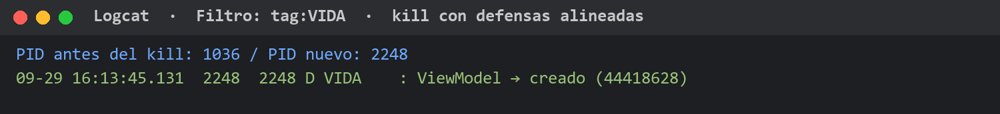 Logcat · Filtro: tag:VIDA · kill con defensas alineadas
PID antes del kill: 1036 / PID nuevo: 2248
09-29 16:13:45.131  2248  2248 D VIDA    : ViewModel → creado (44418628)